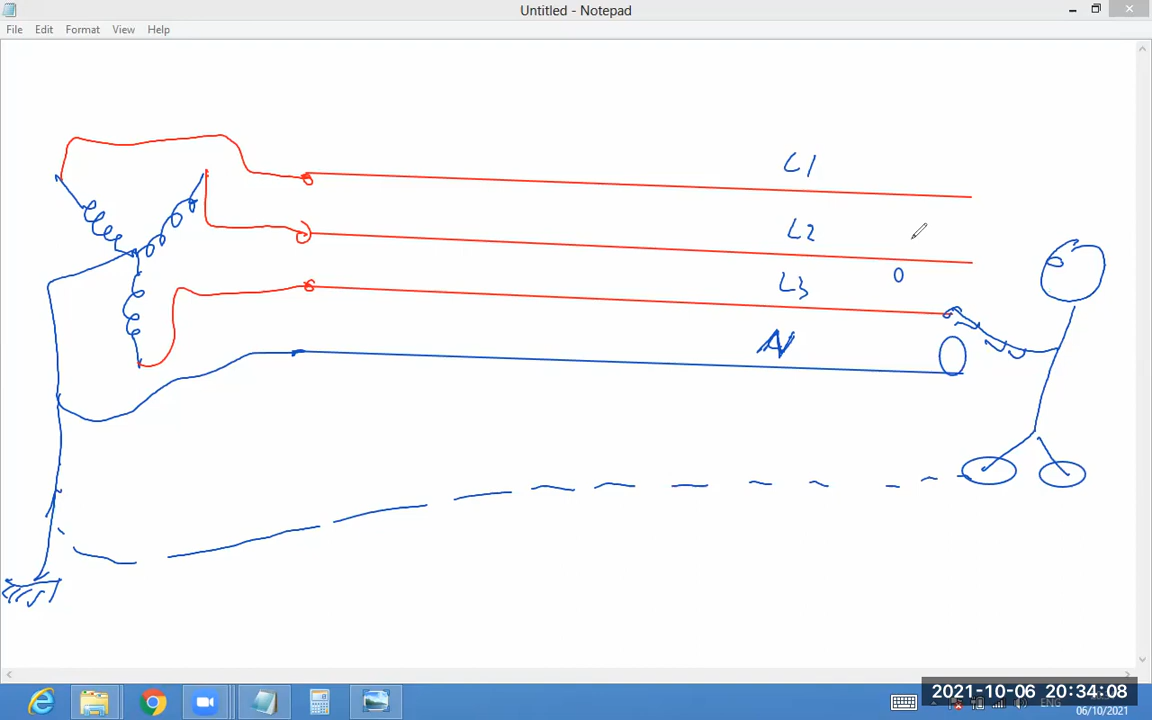 Untitled - Notepad
File Edit Format View Help
L1
L2
L3
0
N
ENG
2021-10-06 20:34:08
06/10/2021